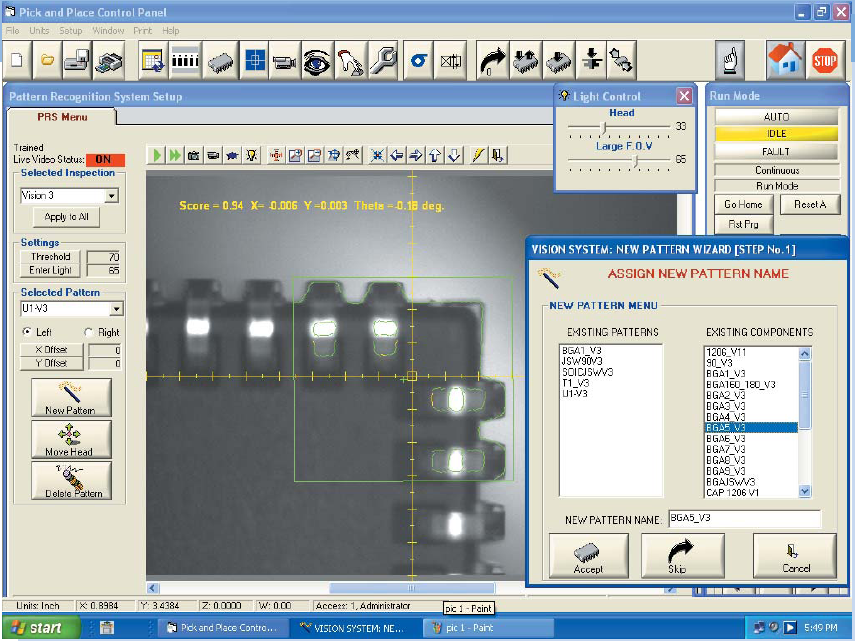 Pick and Place Control Panel
File Units Setup Window Print Help
STOP
Pattern Recognition System Setup
PRS Menu
Trained
Live Video Status: ON
Selected Inspection
Vision 3
Apply to All
Settings
Threshold 70
Enter Light 65
Selected Pattern
U1-V3
Left Right
X Offset 0
Y Offset 0
New Pattern
Move Head
Delete Pattern
Score = 0.94 X= -0.006 Y =0.003 Theta =-0.18 deg.
Light Control
Head
33
Large F.O.V
65
Run Mode
AUTO
IDLE
FAULT
Continuous
Run Mode
Go Home Reset A
Rst Prg
VISION SYSTEM: NEW PATTERN WIZARD [STEP No.1]
ASSIGN NEW PATTERN NAME
NEW PATTERN MENU
EXISTING PATTERNS
BGA1_V3
JSW90V3
SOICJSWV3
T1_V3
U1-V3
EXISTING COMPONENTS
1206_V11
90_V3
BGA1_V3
BGA160_180_V3
BGA2_V3
BGA3_V3
BGA4_V3
BGA5_V3
BGA6_V3
BGA7_V3
BGA8_V3
BGA9_V3
BGAJSWV3
CAP 1206 V1
NEW PATTERN NAME: BGA5_V3
Accept Skip Cancel
Units: Inch X: 0.8984 Y: 3.4384 Z: 0.0000 W: 0.00 Access: 1, Administrator
pic 1 - Paint
start Pick and Place Contro... VISION SYSTEM: NE... pic 1 - Paint 5:49 PM